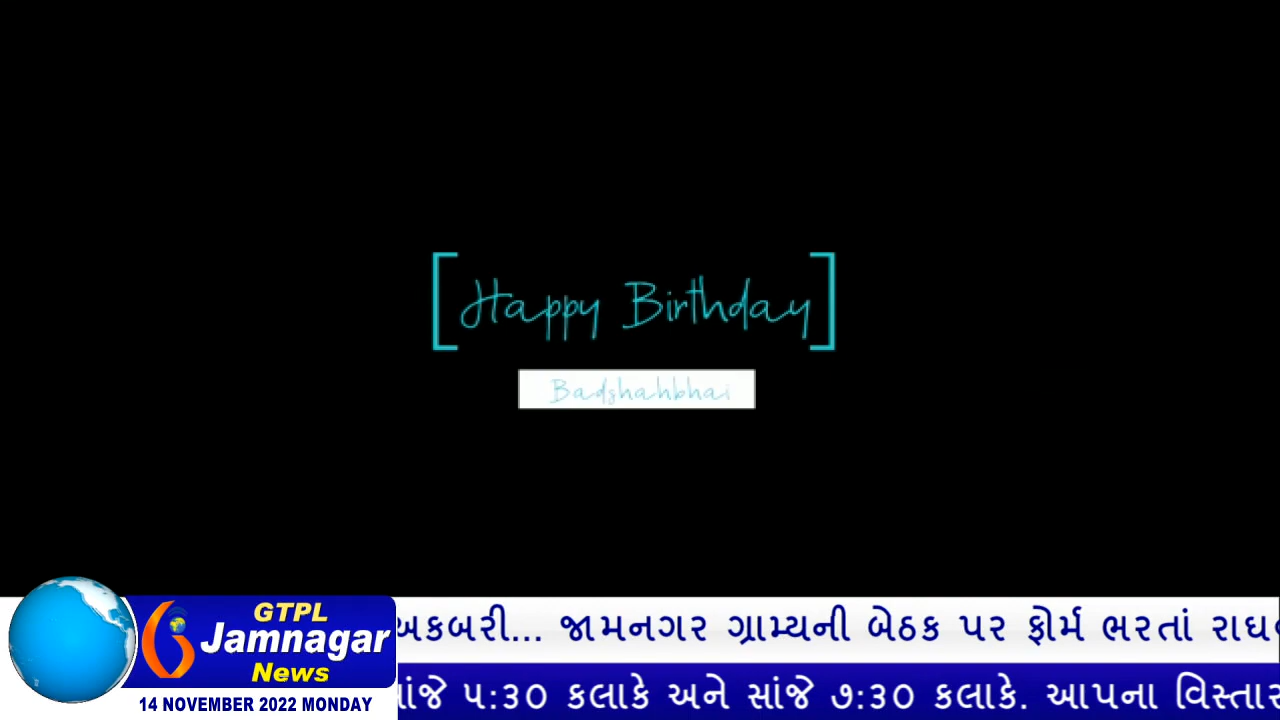 [Happy Birthday]
Badshahbhai
GTPL
Jamnagar
News
14 NOVEMBER 2022 MONDAY
અકબરી... જામનગર ગ્રામ્યની બેઠક પર ફોર્મ ભરતાં
સાંજે ૫:૩૦ કલાકે અને સાંજે ૭:૩૦ કલાકે. આપના